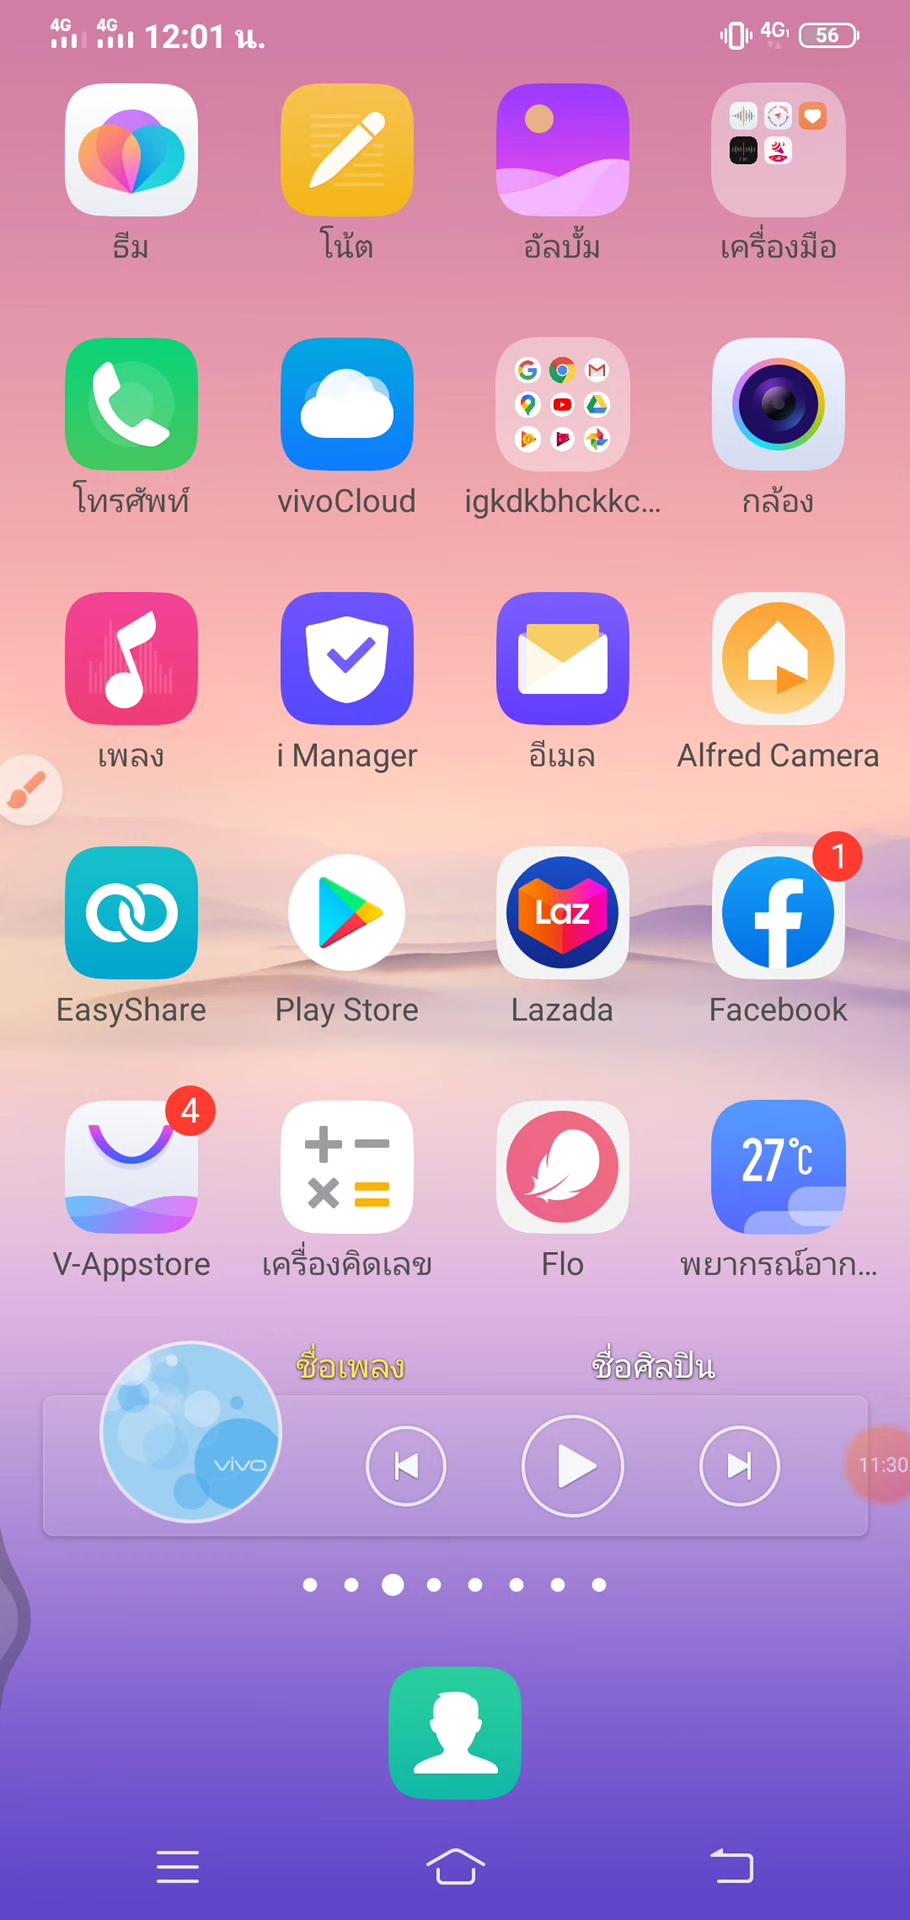 4G 4G 12:01 น. 4G 56
ธีม โน้ต อัลบั้ม เครื่องมือ
โทรศัพท์ vivoCloud igkdkbhckkc... กล้อง
เพลง i Manager อีเมล Alfred Camera
Laz 1
EasyShare Play Store Lazada Facebook
4 27°C
V-Appstore เครื่องคิดเลข Flo พยากรณ์อาก...
ชื่อเพลง ชื่อศิลปิน
vivo 11:30